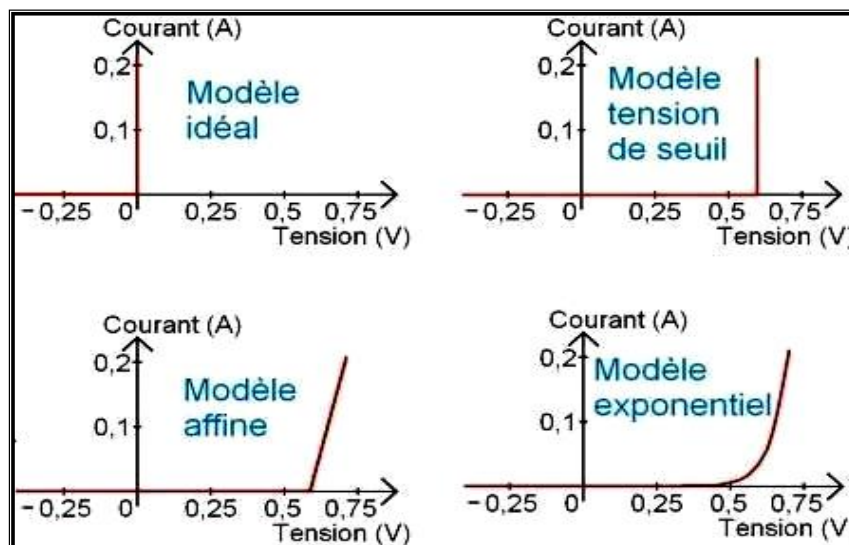 Courant (A)
0,2
Modèle
idéal
0,1
−0,25 0 0,25 0,5 0,75
Tension (V)
Courant (A)
0,2
Modèle
tension
de seuil
0,1
−0,25 0 0,25 0,5 0,75
Tension (V)
Courant (A)
0,2
Modèle
affine
0,1
−0,25 0 0,25 0,5 0,75
Tension (V)
Courant (A)
0,2
Modèle
exponentiel
0,1
−0,25 0 0,25 0,5 0,75
Tension (V)